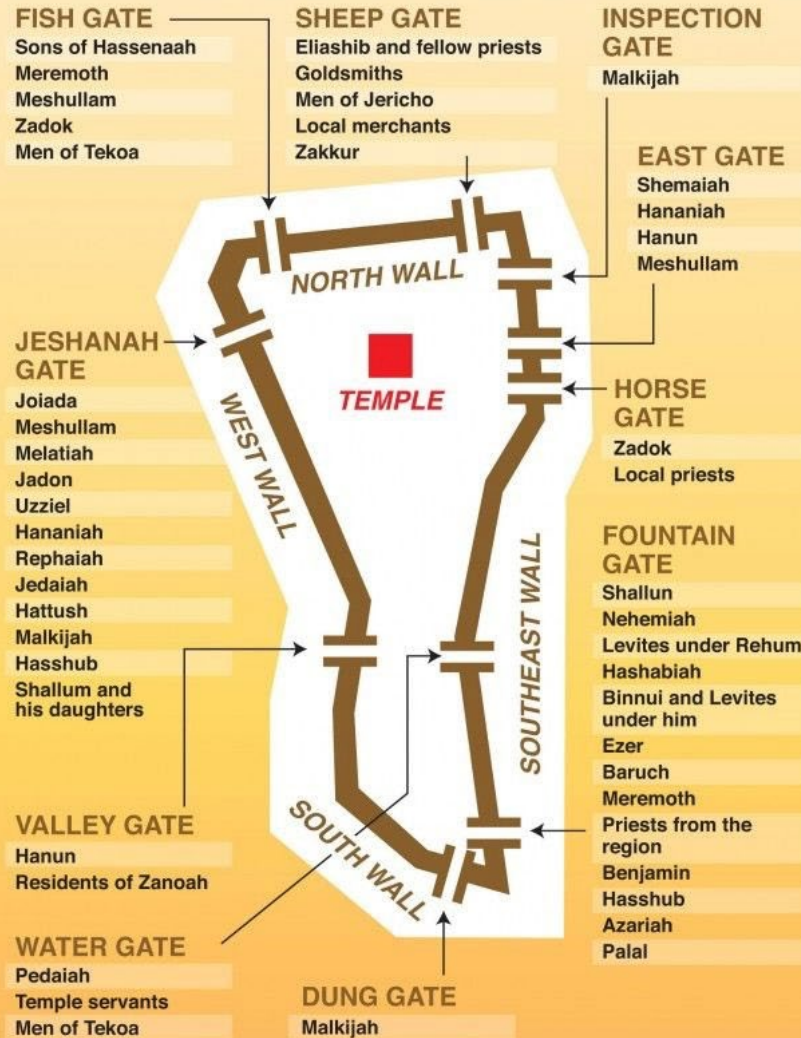 FISH GATE
Sons of Hassenaah
Meremoth
Meshullam
Zadok
Men of Tekoa
SHEEP GATE
Eliashib and fellow priests
Goldsmiths
Men of Jericho
Local merchants
Zakkur
INSPECTION
GATE
Malkijah
EAST GATE
Shemaiah
Hananiah
Hanun
Meshullam
NORTH WALL
TEMPLE
JESHANAH
GATE
Joiada
Meshullam
Melatiah
Jadon
Uzziel
Hananiah
Rephaiah
Jedaiah
Hattush
Malkijah
Hasshub
Shallum and
his daughters
WEST WALL
HORSE
GATE
Zadok
Local priests
FOUNTAIN
GATE
Shallun
Nehemiah
Levites under Rehum
Hashabiah
Binnui and Levites
under him
Ezer
Baruch
Meremoth
Priests from the
region
Benjamin
Hasshub
Azariah
Palal
SOUTHEAST WALL
VALLEY GATE
Hanun
Residents of Zanoah
SOUTH WALL
WATER GATE
Pedaiah
Temple servants
Men of Tekoa
DUNG GATE
Malkijah